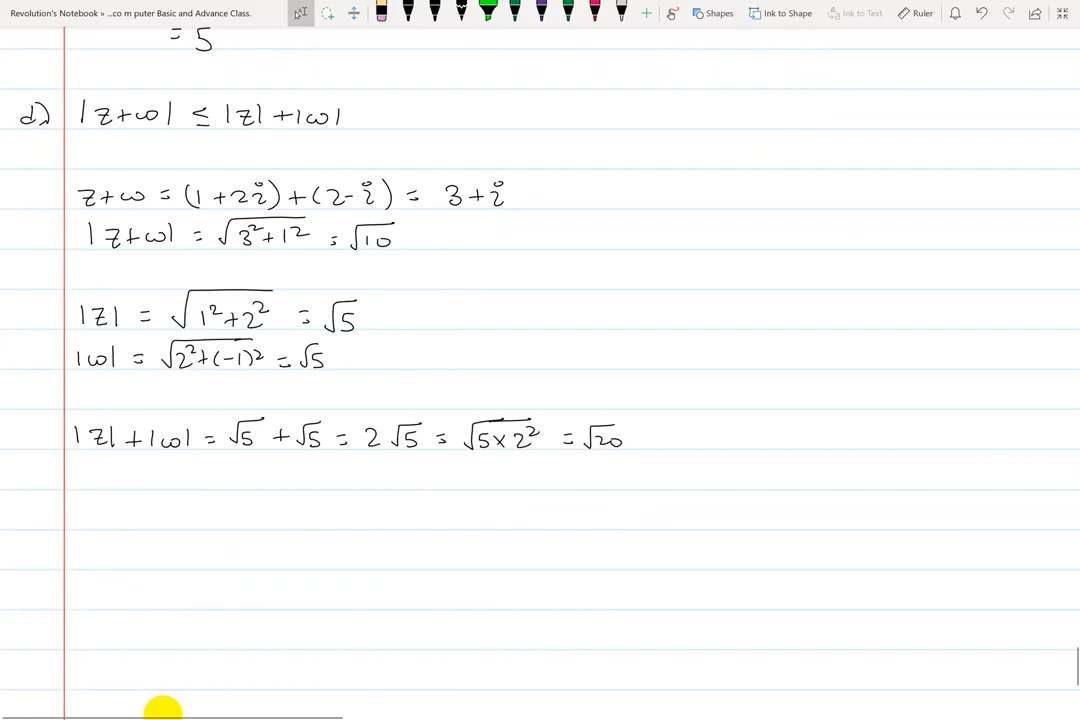 Revolution's Notebook » ...co m puter Basic and Advance Class.
Shapes
Ink to Shape
Ink to Text
Ruler
= 5
d) |z+ω| ≤ |z| + |ω|
z+ω = (1+2i) + (2-i) = 3+i
|z+ω| = √(3²+1²) = √10
|z| = √(1²+2²) = √5
|ω| = √(2²+(-1)²) = √5
|z| + |ω| = √5 + √5 = 2√5 = √(5×2²) = √20